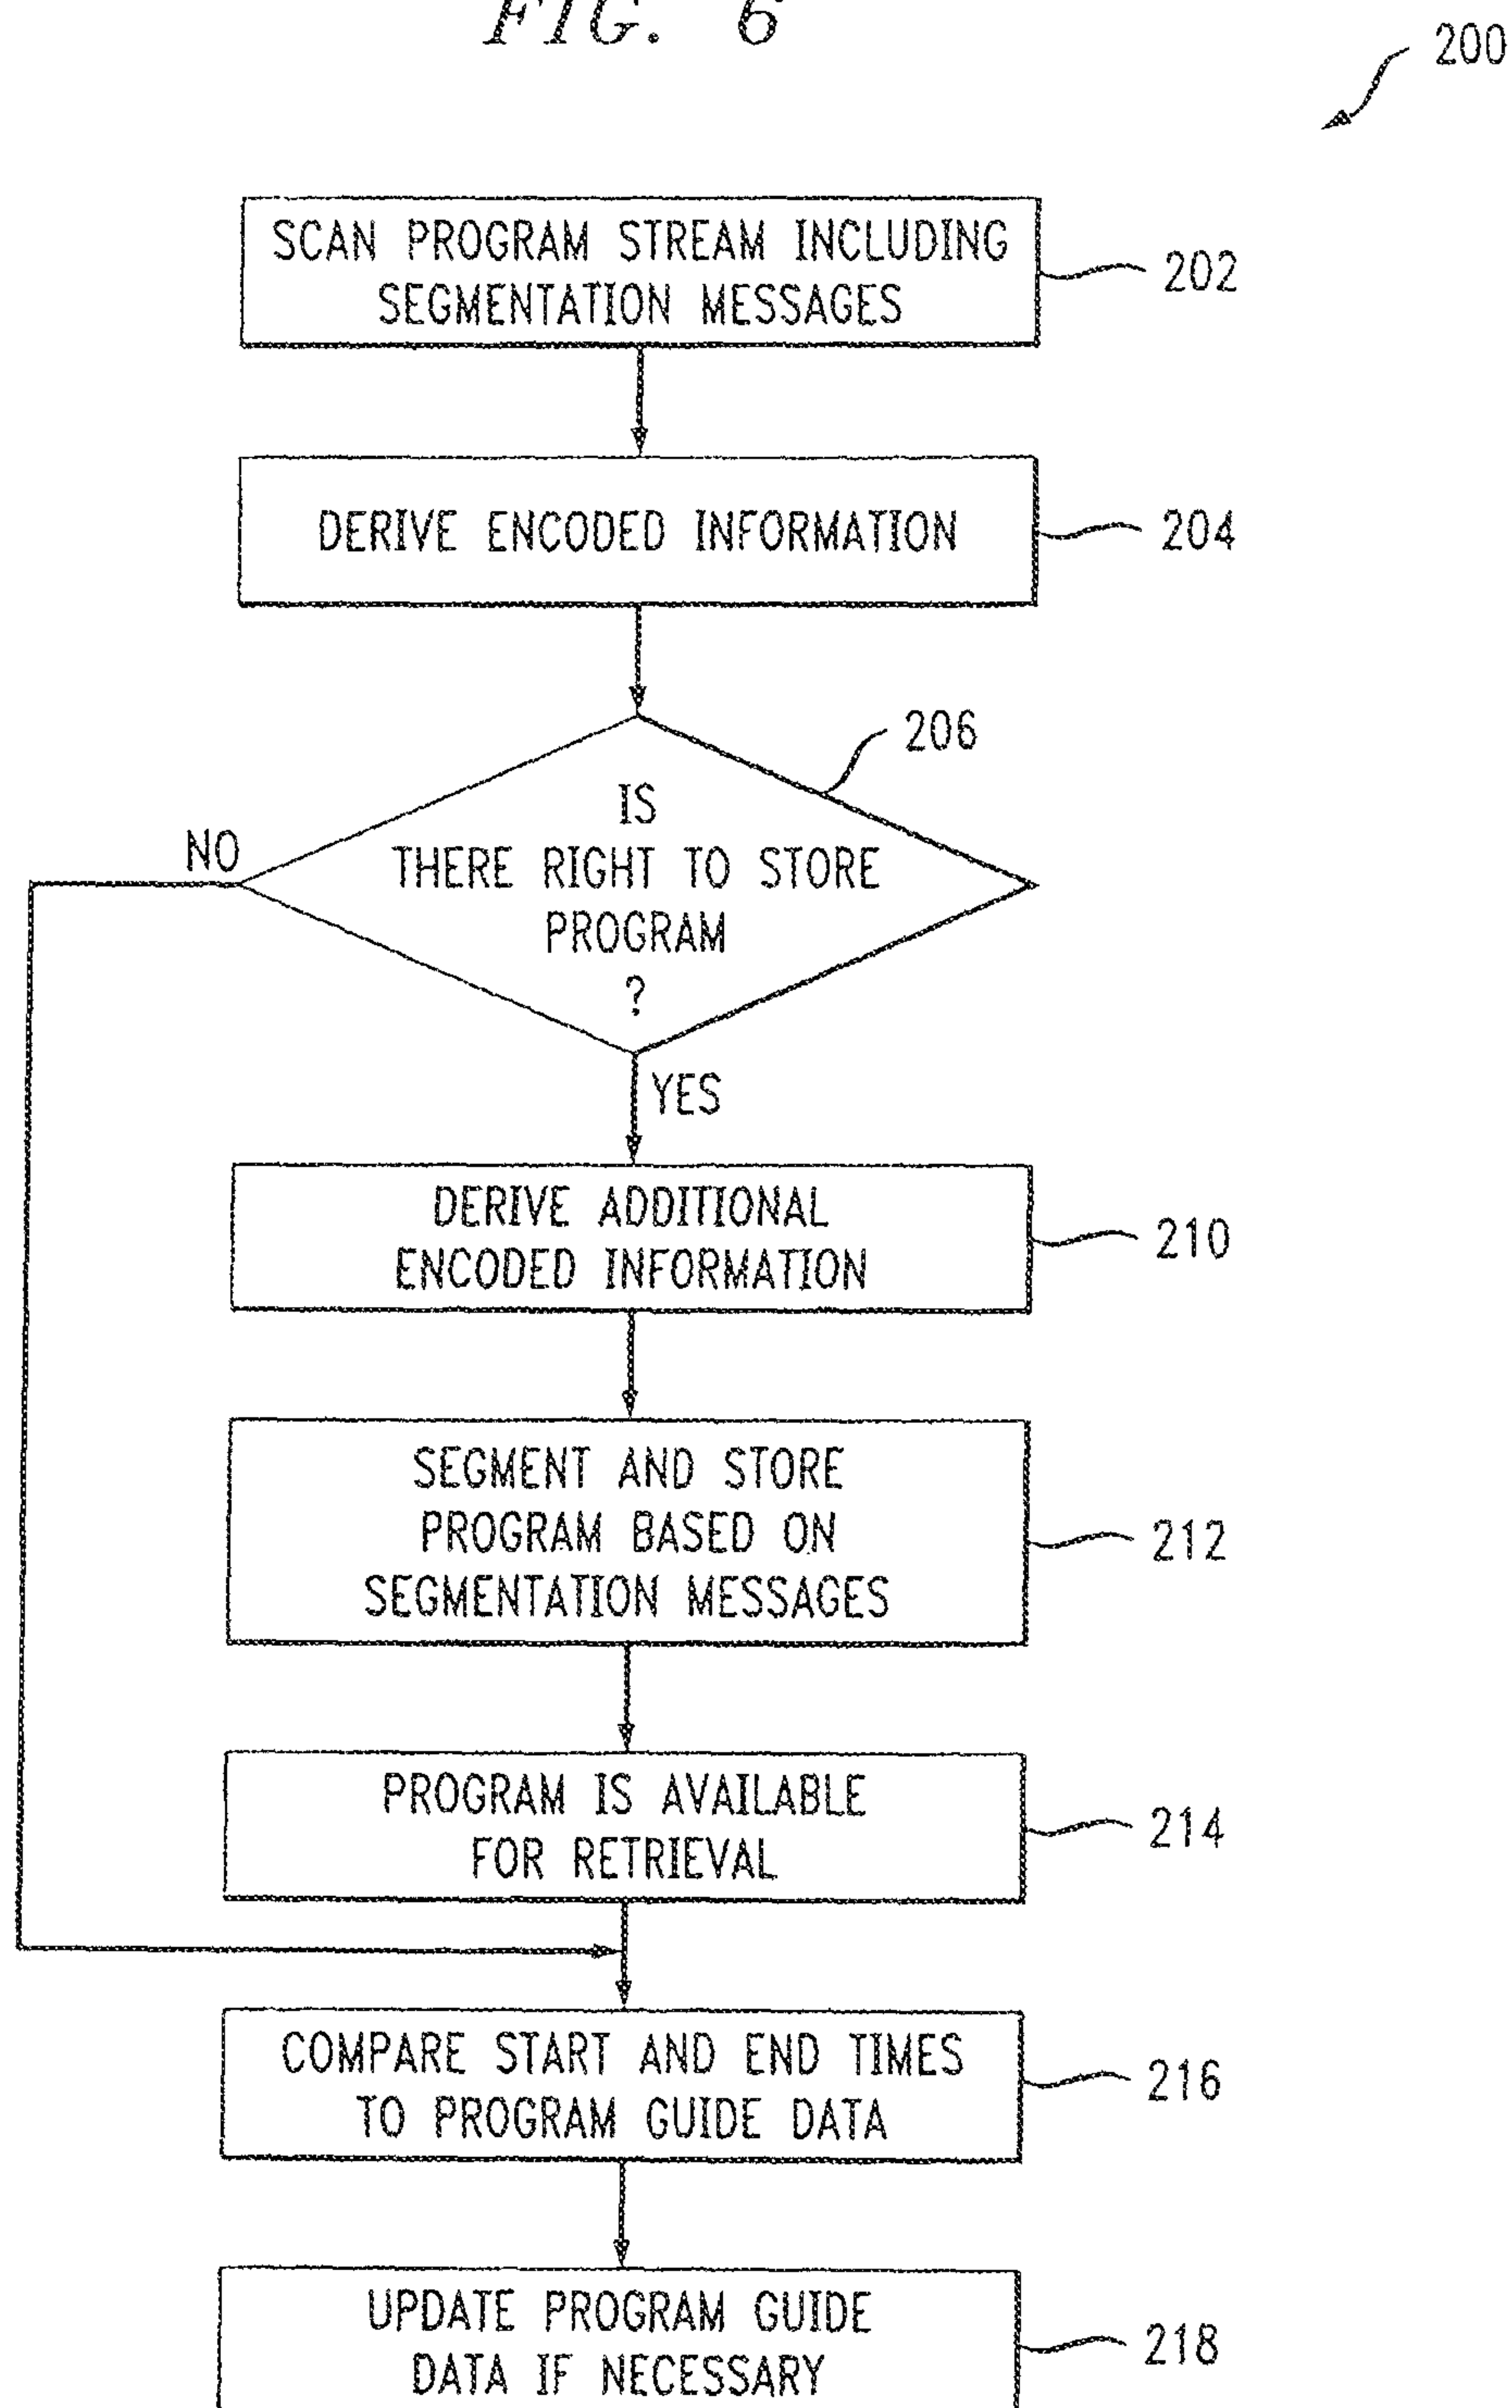 FIG. 6
200
SCAN PROGRAM STREAM INCLUDING
SEGMENTATION MESSAGES
202
DERIVE ENCODED INFORMATION
204
206
IS
THERE RIGHT TO STORE
PROGRAM
?
NO
YES
DERIVE ADDITIONAL
ENCODED INFORMATION
210
SEGMENT AND STORE
PROGRAM BASED ON
SEGMENTATION MESSAGES
212
PROGRAM IS AVAILABLE
FOR RETRIEVAL
214
COMPARE START AND END TIMES
TO PROGRAM GUIDE DATA
216
UPDATE PROGRAM GUIDE
DATA IF NECESSARY
218